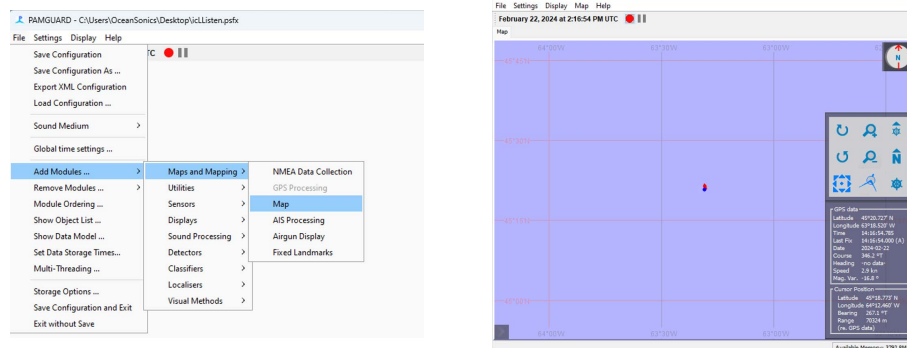 PAMGUARD - C:\Users\OceanSonics\Desktop\icLListen.psfx
File Settings Display Help
TC
Save Configuration
Save Configuration As ...
Export XML Configuration
Load Configuration ...
Sound Medium >
Global time settings ...
Add Modules ... >
Remove Modules ... >
Module Ordering ...
Show Object List ...
Show Data Model ...
Set Data Storage Times...
Multi-Threading ...
Storage Options ...
Save Configuration and Exit
Exit without Save
Maps and Mapping >
Utilities >
Sensors >
Displays >
Sound Processing >
Detectors >
Classifiers >
Localisers >
Visual Methods >
NMEA Data Collection
GPS Processing
Map
AIS Processing
Airgun Display
Fixed Landmarks
File Settings Display Map Help
February 22, 2024 at 2:16:54 PM UTC
Map
64°00'W 63°30'W 63°00'W
N
N
GPS data
Latitude 45°20.727' N
Longitude 63°18.520' W
Time 14:16:54.785
Last Fix 14:16:54.000 (A)
Date 2024-02-22
Course 346.2 °T
Heading -no data-
Speed 2.9 kn
Mag. Var. -16.8 °
Cursor Position
Latitude 45°18.773' N
Longitude 64°12.460' W
Bearing 267.1 °T
Range 70324 m
(re. GPS data)
64°00'W 63°30'W 63°00'W